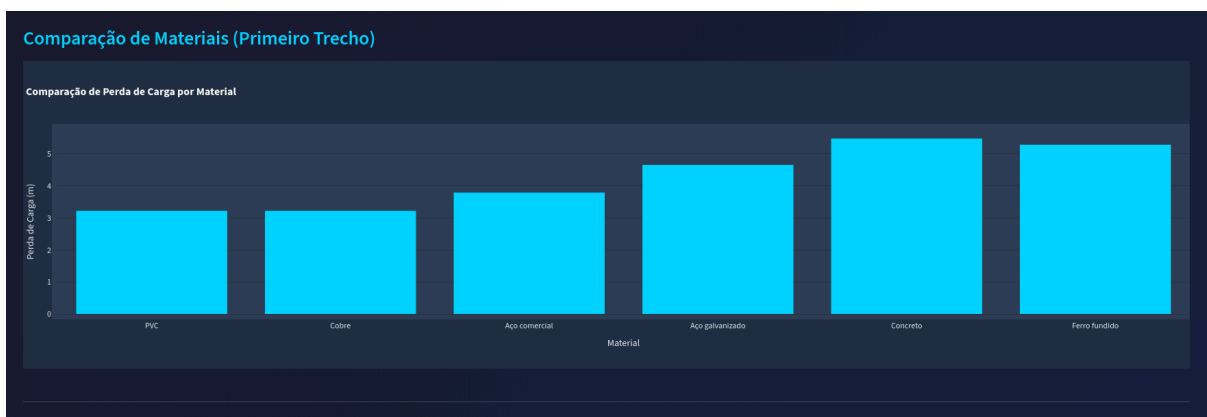 Comparação de Materiais (Primeiro Trecho)
Comparação de Perda de Carga por Material
Perda de Carga (m)
5
4
3
2
1
0
PVC Cobre Aço comercial Aço galvanizado Concreto Ferro fundido
Material